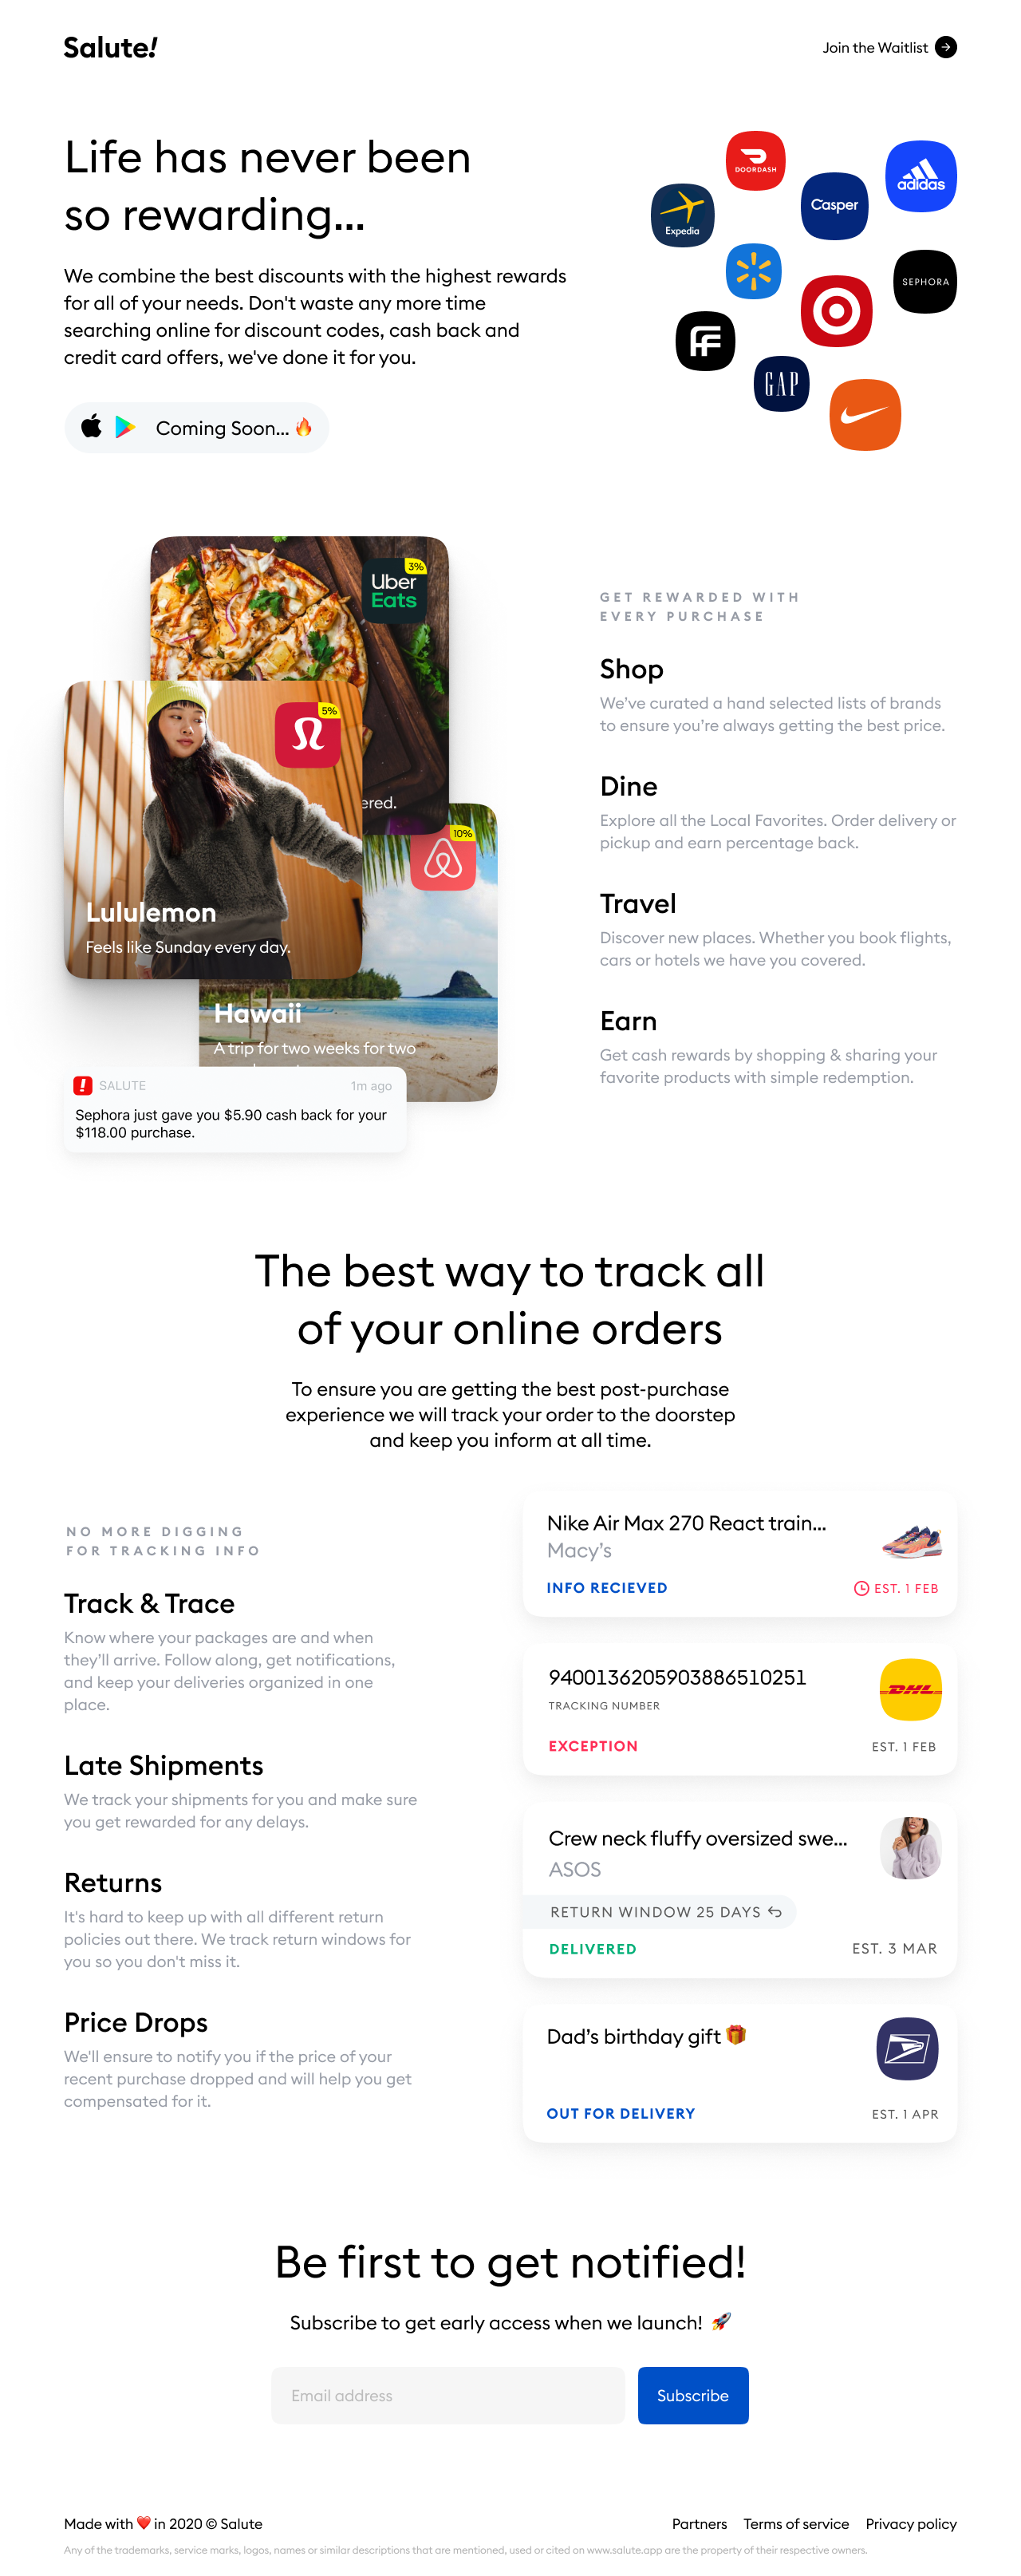 Salute!
Join the Waitlist
Life has never been
so rewarding...
We combine the best discounts with the highest rewards
for all of your needs. Don't waste any more time
searching online for discount codes, cash back and
credit card offers, we've done it for you.
Coming Soon... 🔥
DOORDASH
adidas
Casper
Expedia
SEPHORA
GAP
3%
Uber
Eats
5%
ered.
10%
Lululemon
Feels like Sunday every day.
Hawaii
A trip for two weeks for two
SALUTE
1m ago
Sephora just gave you $5.90 cash back for your
$118.00 purchase.
GET REWARDED WITH
EVERY PURCHASE
Shop
We’ve curated a hand selected lists of brands
to ensure you’re always getting the best price.
Dine
Explore all the Local Favorites. Order delivery or
pickup and earn percentage back.
Travel
Discover new places. Whether you book flights,
cars or hotels we have you covered.
Earn
Get cash rewards by shopping & sharing your
favorite products with simple redemption.
The best way to track all
of your online orders
To ensure you are getting the best post-purchase
experience we will track your order to the doorstep
and keep you inform at all time.
NO MORE DIGGING
FOR TRACKING INFO
Track & Trace
Know where your packages are and when
they’ll arrive. Follow along, get notifications,
and keep your deliveries organized in one
place.
Late Shipments
We track your shipments for you and make sure
you get rewarded for any delays.
Returns
It's hard to keep up with all different return
policies out there. We track return windows for
you so you don't miss it.
Price Drops
We'll ensure to notify you if the price of your
recent purchase dropped and will help you get
compensated for it.
Nike Air Max 270 React train...
Macy’s
INFO RECIEVED
EST. 1 FEB
9400136205903886510251
DHL
TRACKING NUMBER
EXCEPTION
EST. 1 FEB
Crew neck fluffy oversized swe...
ASOS
RETURN WINDOW 25 DAYS
DELIVERED
EST. 3 MAR
Dad’s birthday gift 🎁
OUT FOR DELIVERY
EST. 1 APR
Be first to get notified!
Subscribe to get early access when we launch! 🚀
Email address
Subscribe
Made with ❤️ in 2020 © Salute
Partners
Terms of service
Privacy policy
Any of the trademarks, service marks, logos, names or similar descriptions that are mentioned, used or cited on www.salute.app are the property of their respective owners.